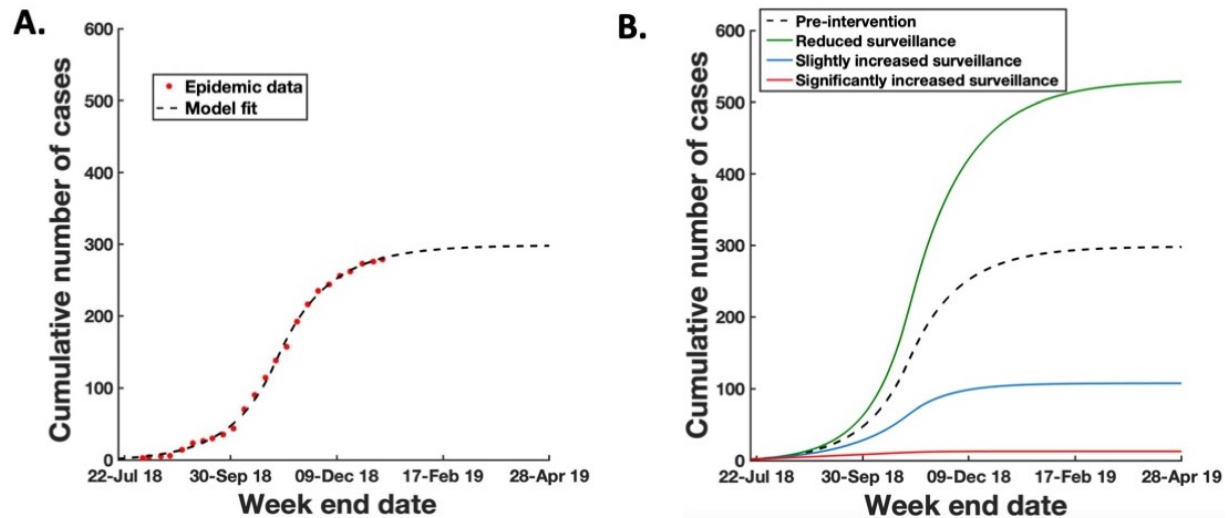 A.
600
500
400
300
200
100
0
Cumulative number of cases
Epidemic data
Model fit
22-Jul 18 30-Sep 18 09-Dec 18 17-Feb 19 28-Apr 19
Week end date
B.
600
500
400
300
200
100
0
Cumulative number of cases
Pre-intervention
Reduced surveillance
Slightly increased surveillance
Significantly increased surveillance
22-Jul 18 30-Sep 18 09-Dec 18 17-Feb 19 28-Apr 19
Week end date